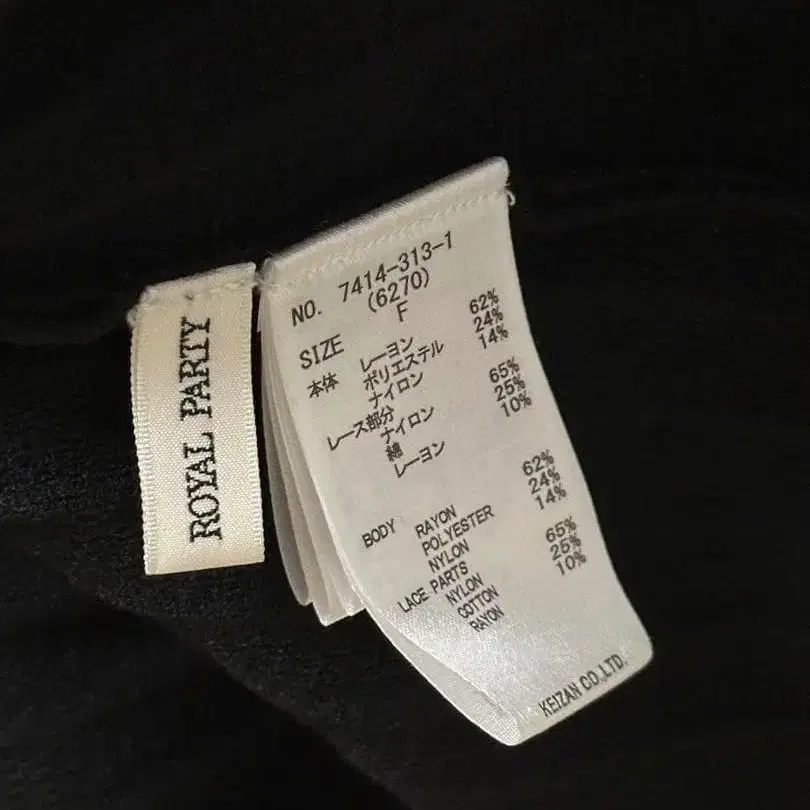 ROYAL PARTY
NO. 7414-313-1
(6270)
SIZE F
本体 レーヨン 62%
ポリエステル 24%
ナイロン 14%
レース部分
ナイロン 65%
綿 25%
レーヨン 10%
BODY RAYON 62%
POLYESTER 24%
NYLON 14%
LACE PARTS
NYLON 65%
COTTON 25%
RAYON 10%
KEIZAN CO.,LTD.